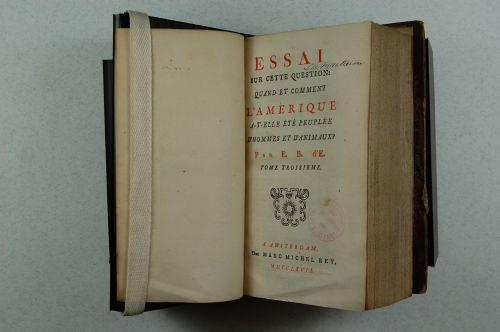 ESSAI
SUR CETTE QUESTION:
QUAND ET COMMENT
L'AMÉRIQUE
A-T-ELLE ÉTÉ PEUPLÉE
D'HOMMES ET D'ANIMAUX?
PAR E. B. d'E.
TOME TROISIEME.
A AMSTERDAM,
Chez MARC MICHEL REY,
MDCCLXVII.